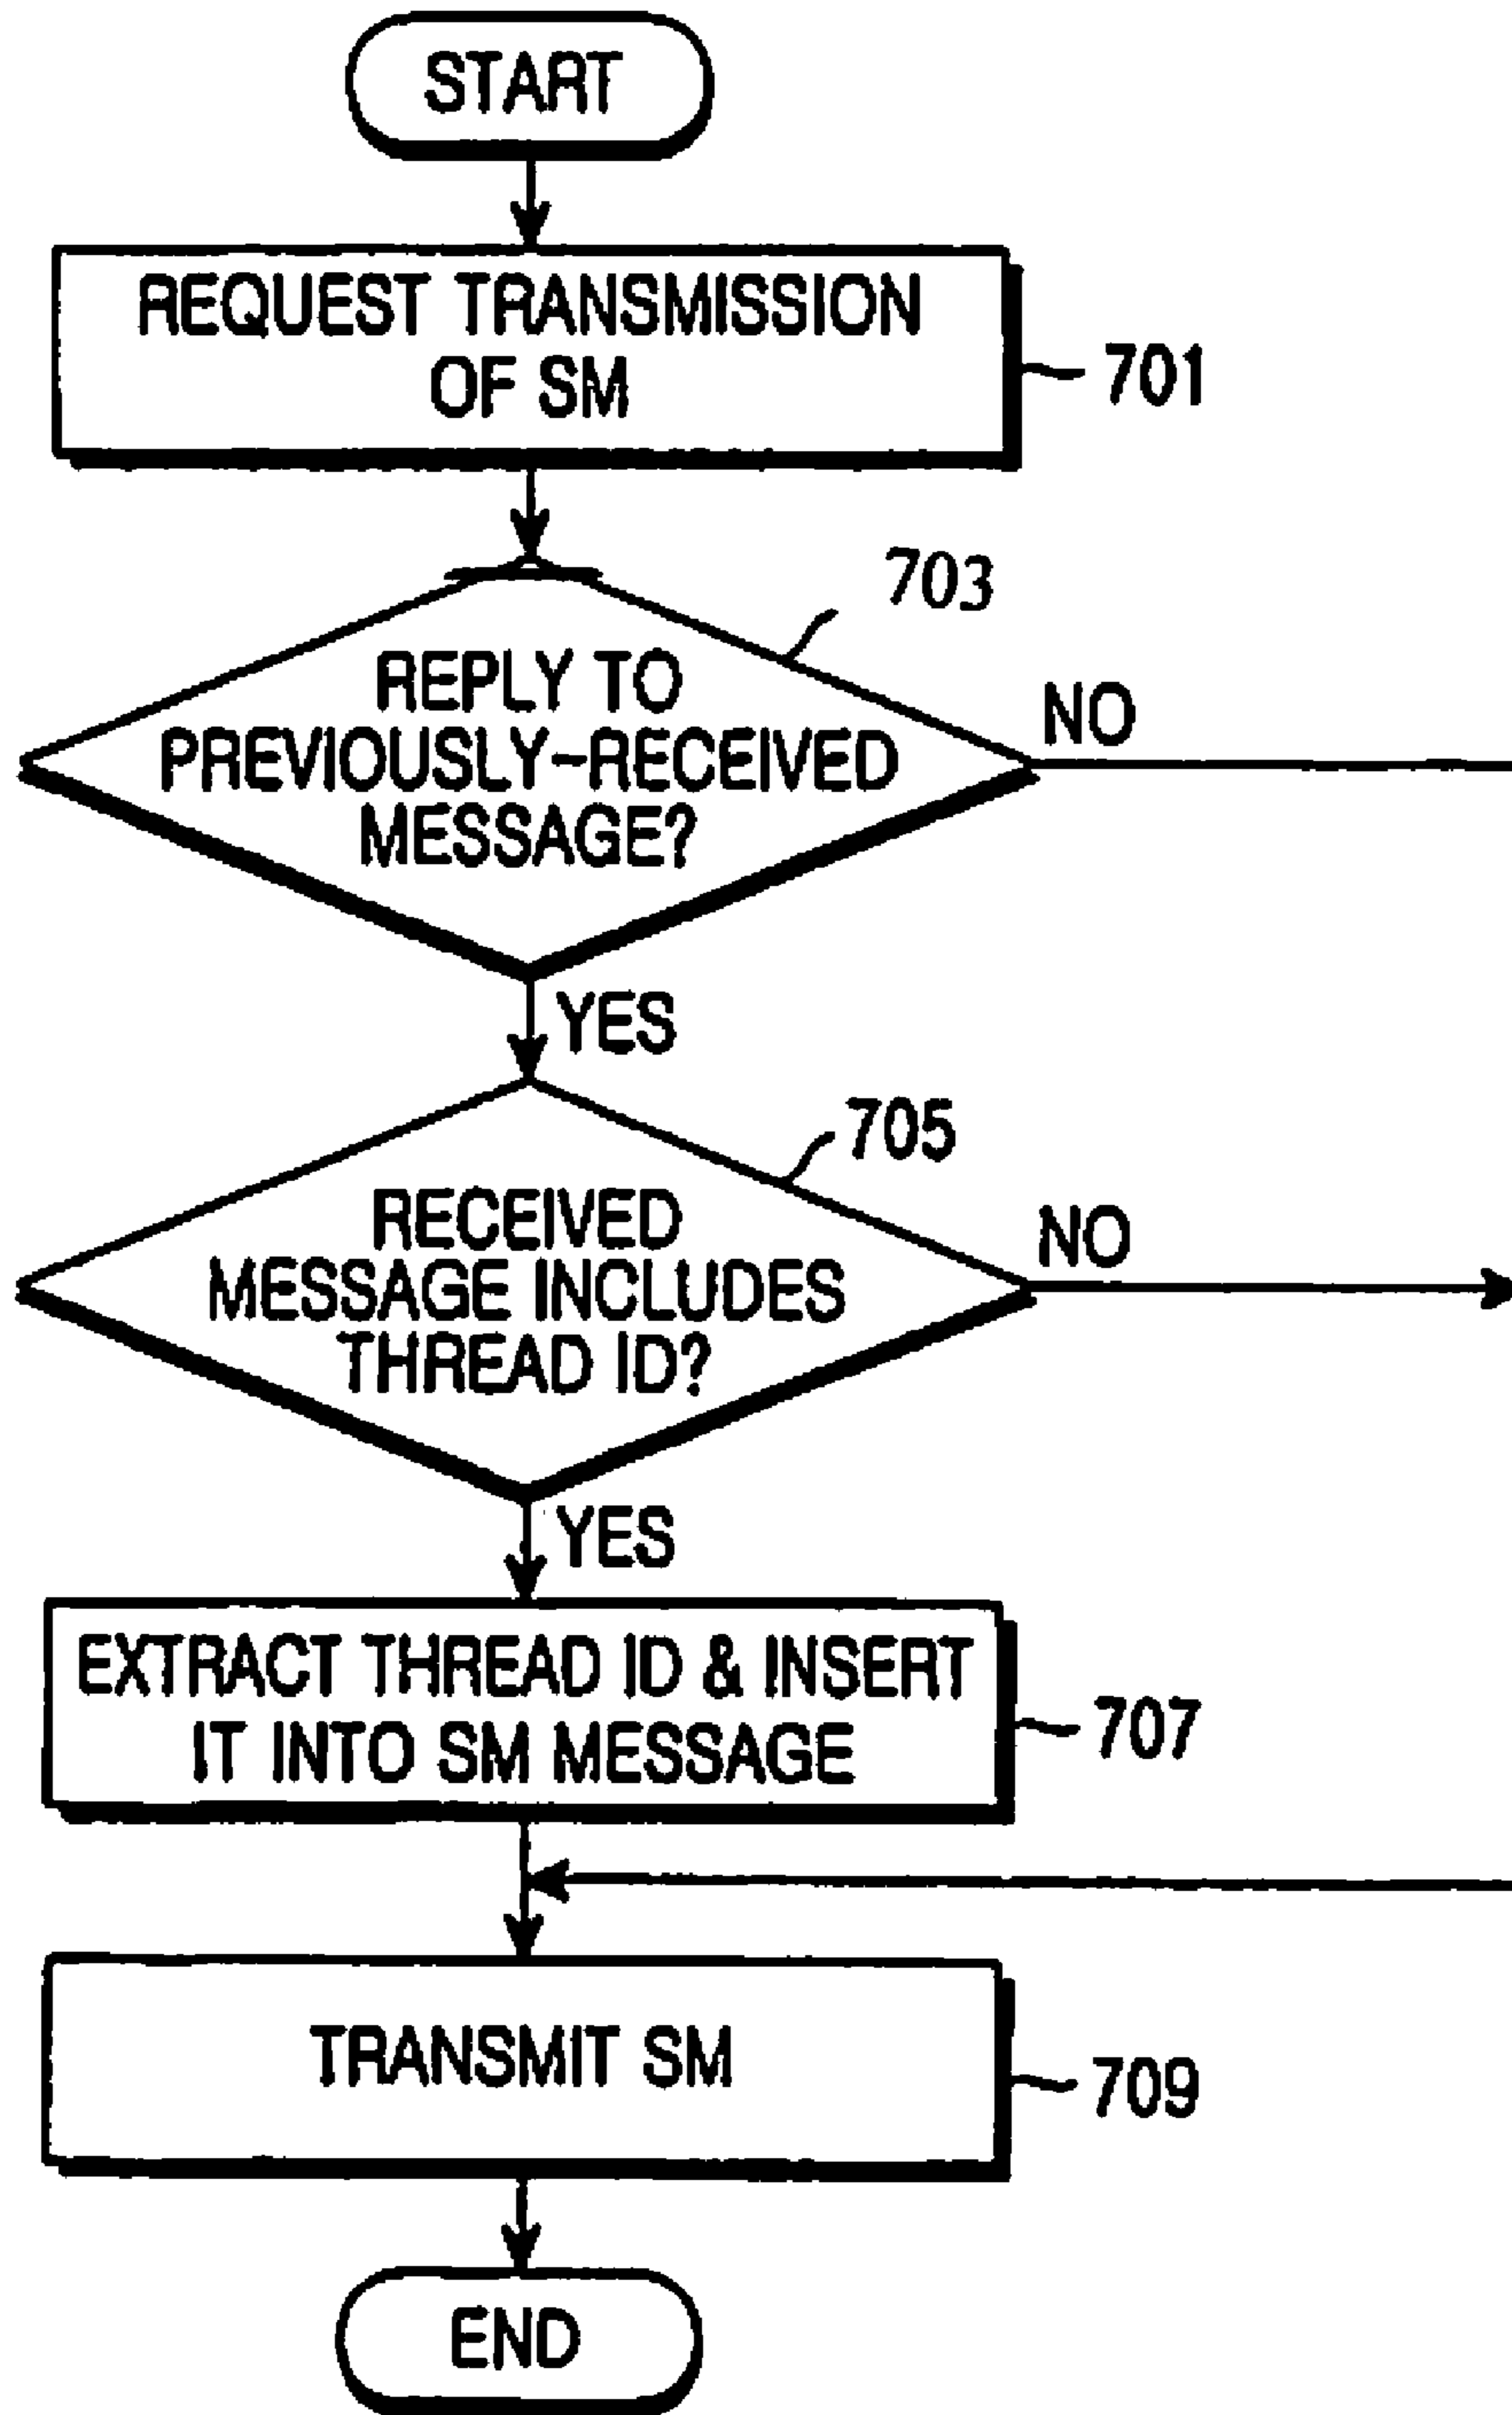 START
REQUEST TRANSMISSION
OF SM
701
703
REPLY TO
PREVIOUSLY-RECEIVED
MESSAGE?
NO
YES
705
RECEIVED
MESSAGE INCLUDES
THREAD ID?
NO
YES
EXTRACT THREAD ID & INSERT
IT INTO SM MESSAGE
707
TRANSMIT SM
709
END